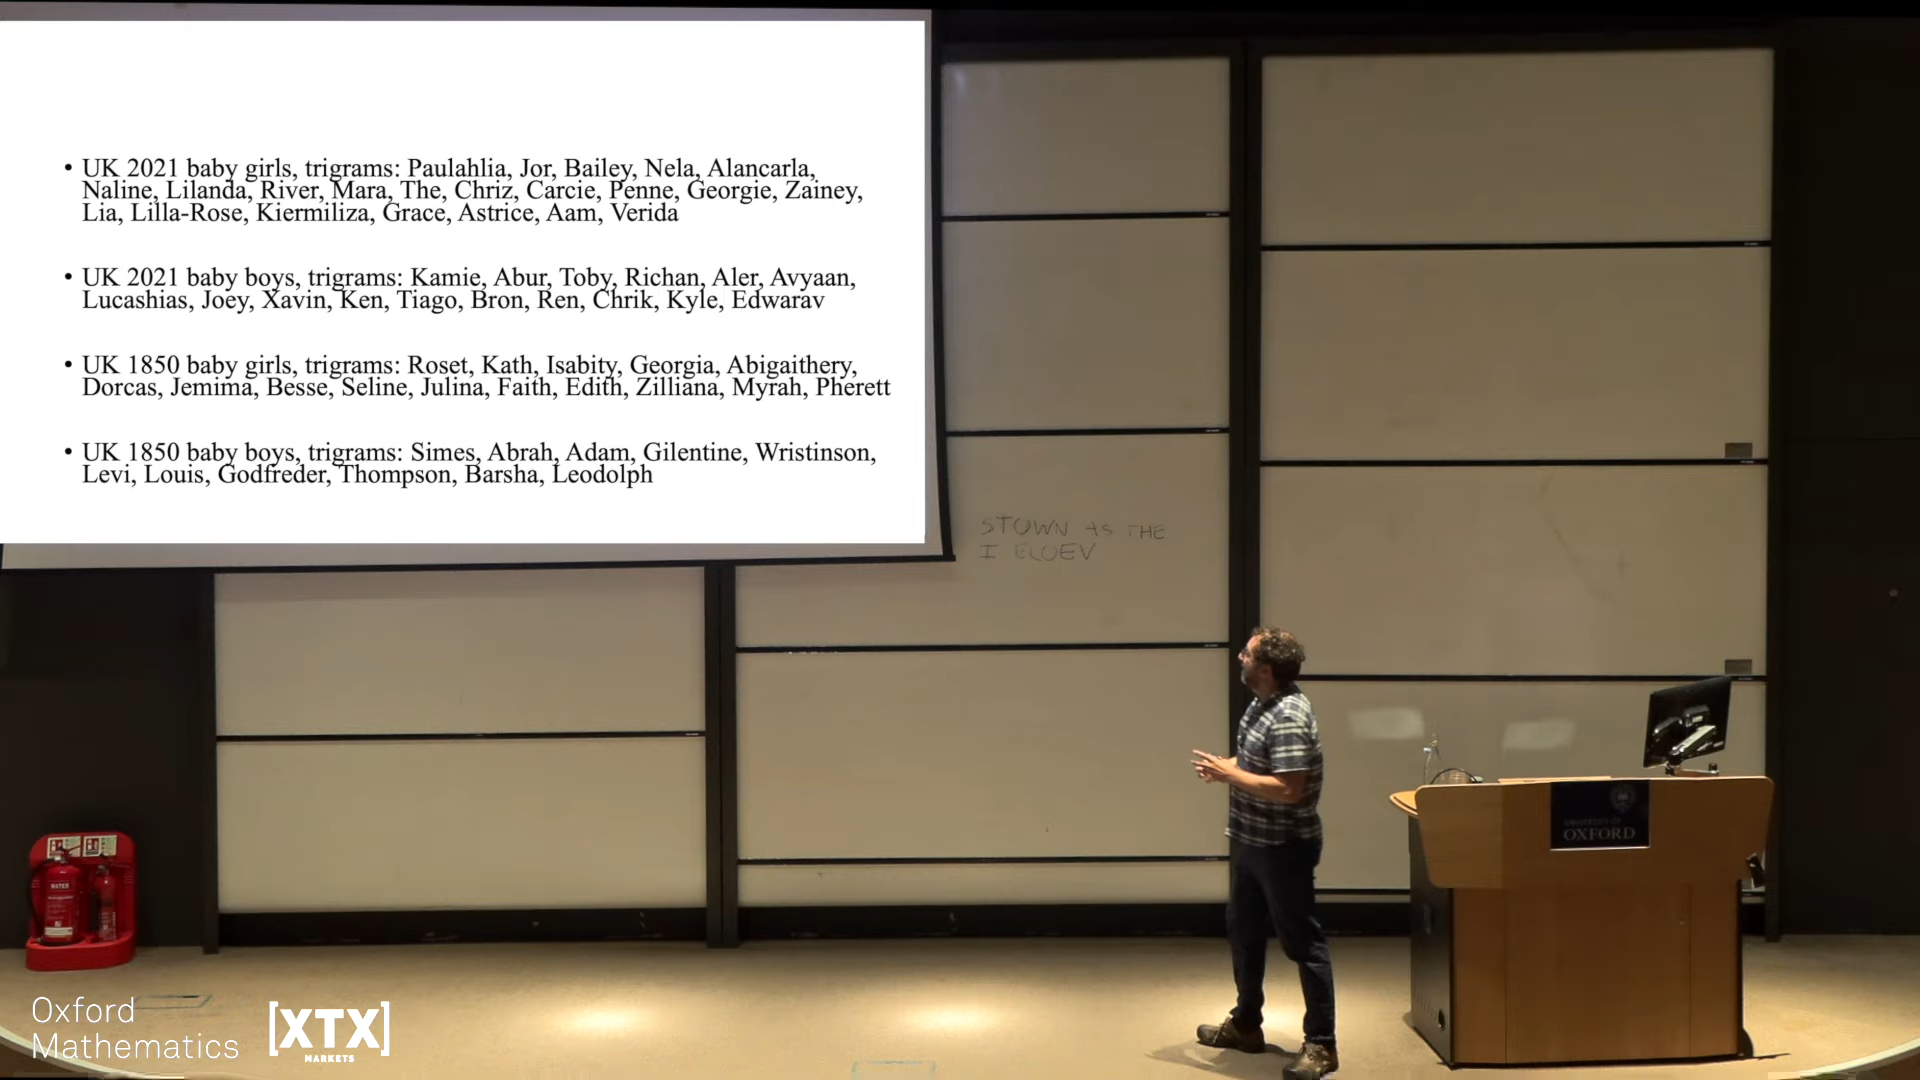 • UK 2021 baby girls, trigrams: Paulahlia, Jor, Bailey, Nela, Alancarla,
Naline, Lilanda, River, Mara, The, Chriz, Carcie, Penne, Georgie, Zainey,
Lia, Lilla-Rose, Kiermiliza, Grace, Astrice, Aam, Verida
• UK 2021 baby boys, trigrams: Kamie, Abur, Toby, Richan, Aler, Avyaan,
Lucashias, Joey, Xavin, Ken, Tiago, Bron, Ren, Chrik, Kyle, Edwarav
• UK 1850 baby girls, trigrams: Roset, Kath, Isabity, Georgia, Abigaithery,
Dorcas, Jemima, Besse, Seline, Julina, Faith, Edith, Zilliana, Myrah, Pherett
• UK 1850 baby boys, trigrams: Simes, Abrah, Adam, Gilentine, Wristinson,
Levi, Louis, Godfreder, Thompson, Barsha, Leodolph
STOWN AS THE
I ELOEV
UNIVERSITY OF
OXFORD
WATER
Oxford
Mathematics
[XTX]
MARKETS